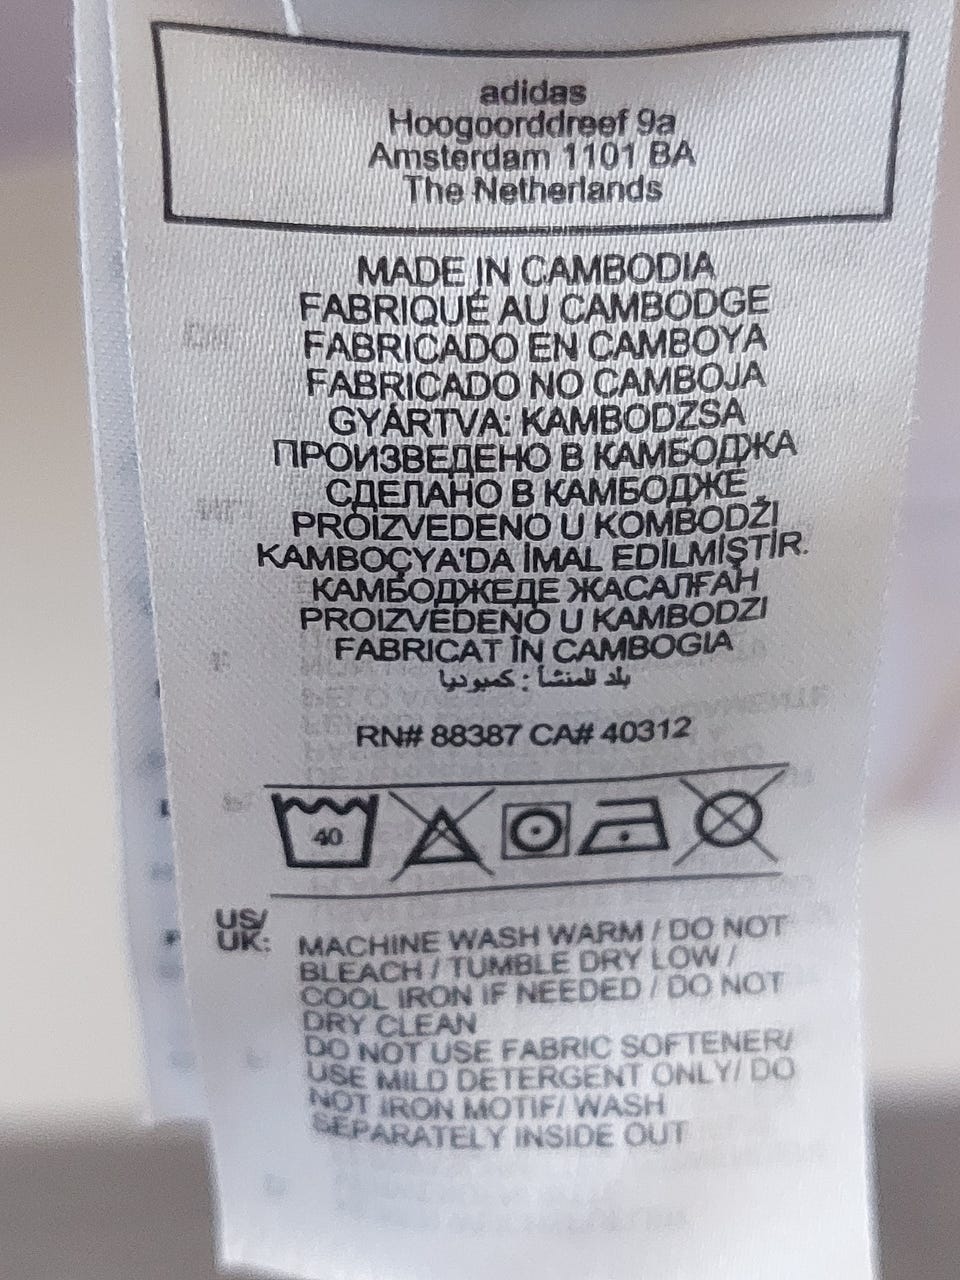 adidas
Hoogoorddreef 9a
Amsterdam 1101 BA
The Netherlands
MADE IN CAMBODIA
FABRIQUÉ AU CAMBODGE
FABRICADO EN CAMBOYA
FABRICADO NO CAMBOJA
GYÁRTVA: KAMBODZSA
ПРОИЗВЕДЕНО В КАМБОДЖА
СДЕЛАНО В КАМБОДЖЕ
PROIZVEDENO U KOMBODŽI
KAMBOÇYA'DA İMAL EDİLMİŞTİR.
КАМБОДЖЕДЕ ЖАСАЛҒАН
PROIZVEDENO U KAMBODZI
FABRICAT ÎN CAMBOGIA
بلد المنشأ : كمبوديا
RN# 88387 CA# 40312
40
US/
UK:
MACHINE WASH WARM / DO NOT
BLEACH / TUMBLE DRY LOW /
COOL IRON IF NEEDED / DO NOT
DRY CLEAN
DO NOT USE FABRIC SOFTENER/
USE MILD DETERGENT ONLY/ DO
NOT IRON MOTIF/ WASH
SEPARATELY INSIDE OUT